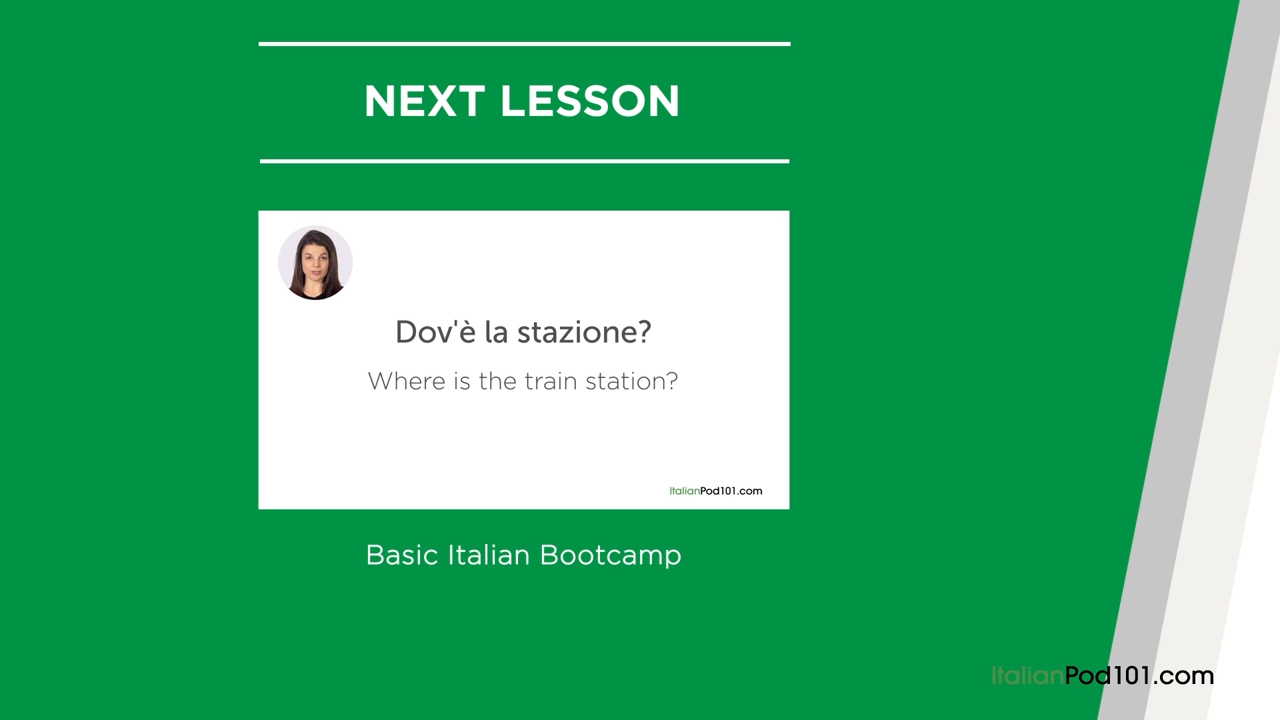 NEXT LESSON
Dov'è la stazione?
Where is the train station?
ItalianPod101.com
Basic Italian Bootcamp
ItalianPod101.com